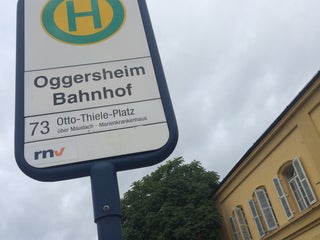 H
Oggersheim
Bahnhof
73 Otto-Thiele-Platz
über Maudach · Marienkrankenhaus
rnv